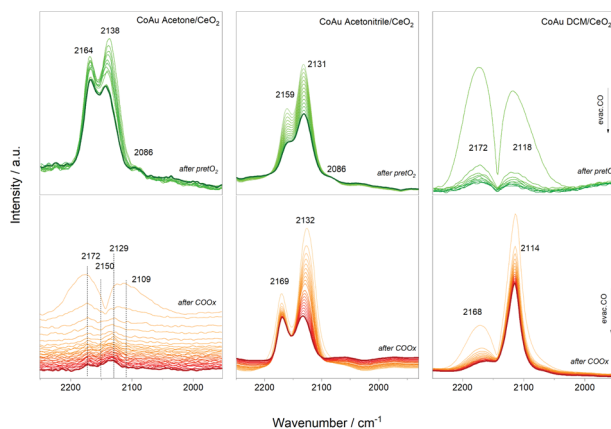 CoAu Acetone/CeO₂
2164
2138
2086
after pretO₂
CoAu Acetonitrile/CeO₂
2159
2131
2086
after pretO₂
CoAu DCM/CeO₂
evac.CO
2172
2118
after pretO₂
Intensity / a.u.
2172
2150
2129
2109
after COOx
2200
2100
2000
2132
2169
after COOx
2200
2100
2000
2114
2168
evac.CO
after COOx
2200
2100
2000
Wavenumber / cm⁻¹